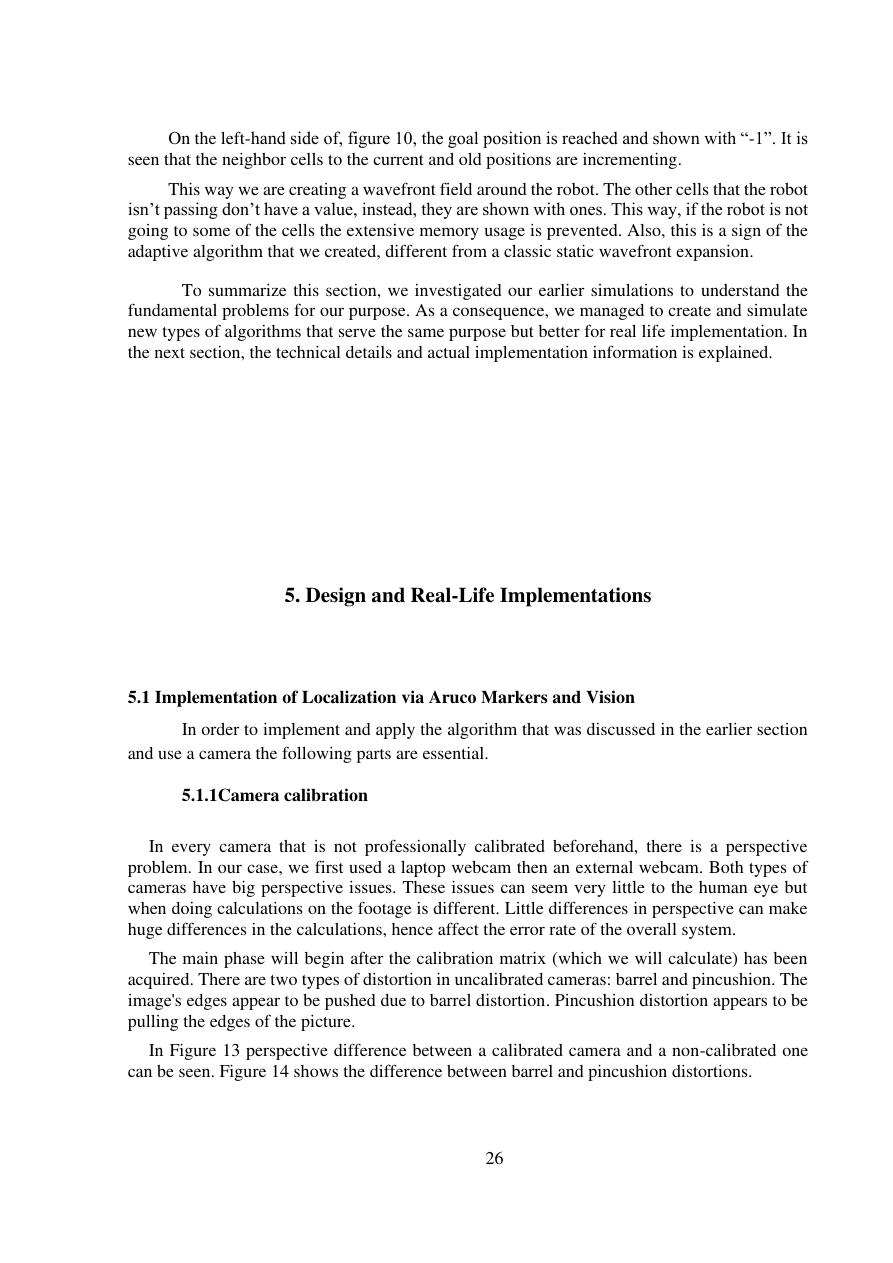 On the left-hand side of, figure 10, the goal position is reached and shown with “-1”. It is
seen that the neighbor cells to the current and old positions are incrementing.
This way we are creating a wavefront field around the robot. The other cells that the robot
isn’t passing don’t have a value, instead, they are shown with ones. This way, if the robot is not
going to some of the cells the extensive memory usage is prevented. Also, this is a sign of the
adaptive algorithm that we created, different from a classic static wavefront expansion.
To summarize this section, we investigated our earlier simulations to understand the
fundamental problems for our purpose. As a consequence, we managed to create and simulate
new types of algorithms that serve the same purpose but better for real life implementation. In
the next section, the technical details and actual implementation information is explained.
5. Design and Real-Life Implementations
5.1 Implementation of Localization via Aruco Markers and Vision
In order to implement and apply the algorithm that was discussed in the earlier section
and use a camera the following parts are essential.
5.1.1Camera calibration
In every camera that is not professionally calibrated beforehand, there is a perspective
problem. In our case, we first used a laptop webcam then an external webcam. Both types of
cameras have big perspective issues. These issues can seem very little to the human eye but
when doing calculations on the footage is different. Little differences in perspective can make
huge differences in the calculations, hence affect the error rate of the overall system.
The main phase will begin after the calibration matrix (which we will calculate) has been
acquired. There are two types of distortion in uncalibrated cameras: barrel and pincushion. The
image's edges appear to be pushed due to barrel distortion. Pincushion distortion appears to be
pulling the edges of the picture.
In Figure 13 perspective difference between a calibrated camera and a non-calibrated one
can be seen. Figure 14 shows the difference between barrel and pincushion distortions.
26